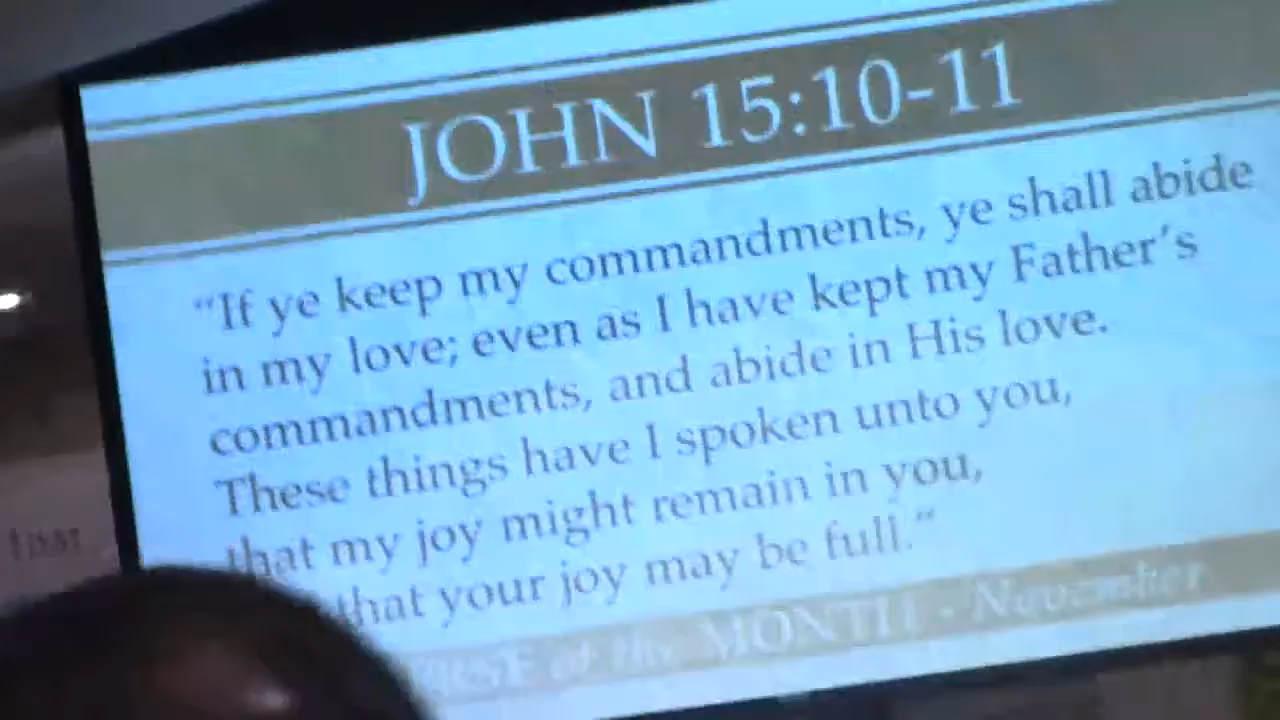 JOHN 15:10-11
“If ye keep my commandments, ye shall abide
in my love; even as I have kept my Father’s
commandments, and abide in His love.
These things have I spoken unto you,
that my joy might remain in you,
that your joy may be full.”
of the MONTH - November